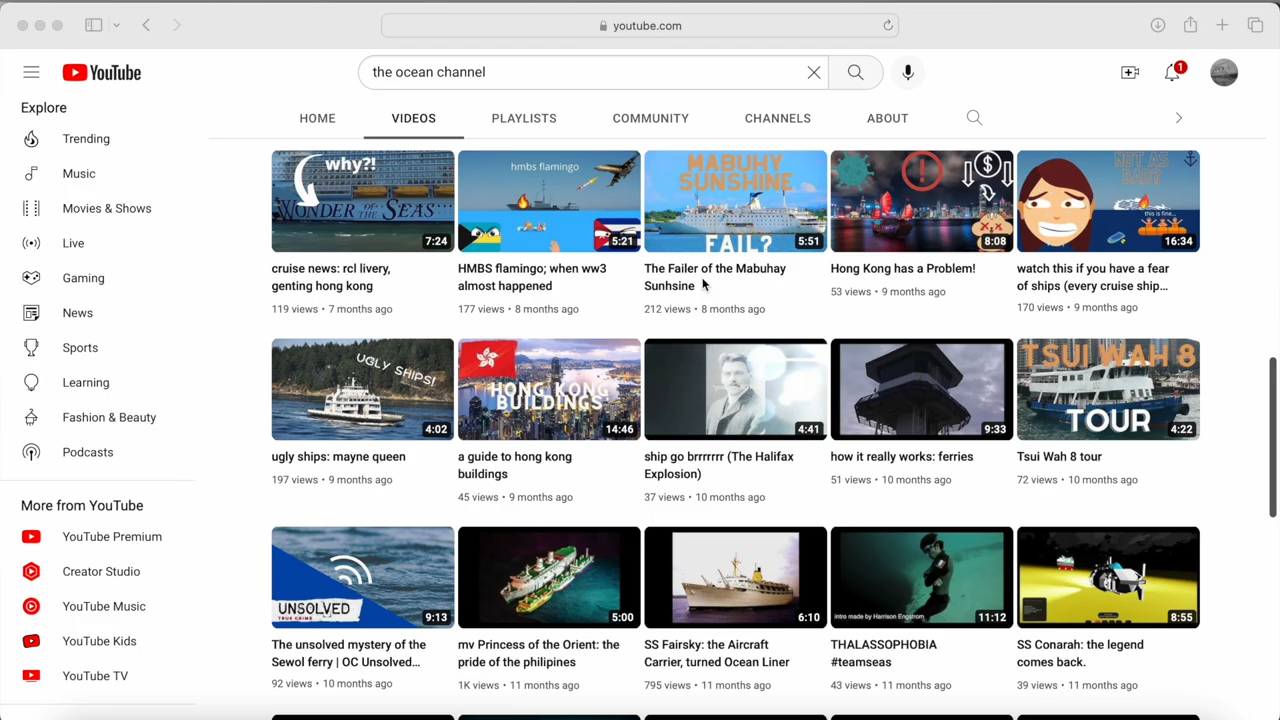 youtube.com
YouTube
the ocean channel
1
Explore
Trending
Music
Movies & Shows
Live
Gaming
News
Sports
Learning
Fashion & Beauty
Podcasts
More from YouTube
YouTube Premium
Creator Studio
YouTube Music
YouTube Kids
YouTube TV
HOME
VIDEOS
PLAYLISTS
COMMUNITY
CHANNELS
ABOUT
why?!
WONDER OF THE SEAS
7:24
cruise news: rcl livery,
genting hong kong
119 views • 7 months ago
hmbs flamingo
5:21
HMBS flamingo; when ww3
almost happened
177 views • 8 months ago
MABUHY
SUNSHINE
FAIL?
5:51
The Failer of the Mabuhay
Sunhsine
212 views • 8 months ago
8:08
Hong Kong has a Problem!
53 views • 9 months ago
NOT AS
BAD?
this is fine...
16:34
watch this if you have a fear
of ships (every cruise ship...
170 views • 9 months ago
UGLY SHIPS!
4:02
ugly ships: mayne queen
197 views • 9 months ago
HONG KONG
BUILDINGS
14:46
a guide to hong kong
buildings
45 views • 9 months ago
4:41
ship go brrrrrrr (The Halifax
Explosion)
37 views • 10 months ago
9:33
how it really works: ferries
51 views • 10 months ago
TSUI WAH 8
TOUR
4:22
Tsui Wah 8 tour
72 views • 10 months ago
UNSOLVED
TRUE CRIME
9:13
The unsolved mystery of the
Sewol ferry | OC Unsolved...
92 views • 10 months ago
5:00
mv Princess of the Orient: the
pride of the philipines
1K views • 11 months ago
6:10
SS Fairsky: the Aircraft
Carrier, turned Ocean Liner
795 views • 11 months ago
intro made by Harrison Engstrom
11:12
THALASSOPHOBIA
#teamseas
43 views • 11 months ago
8:55
SS Conarah: the legend
comes back.
39 views • 11 months ago